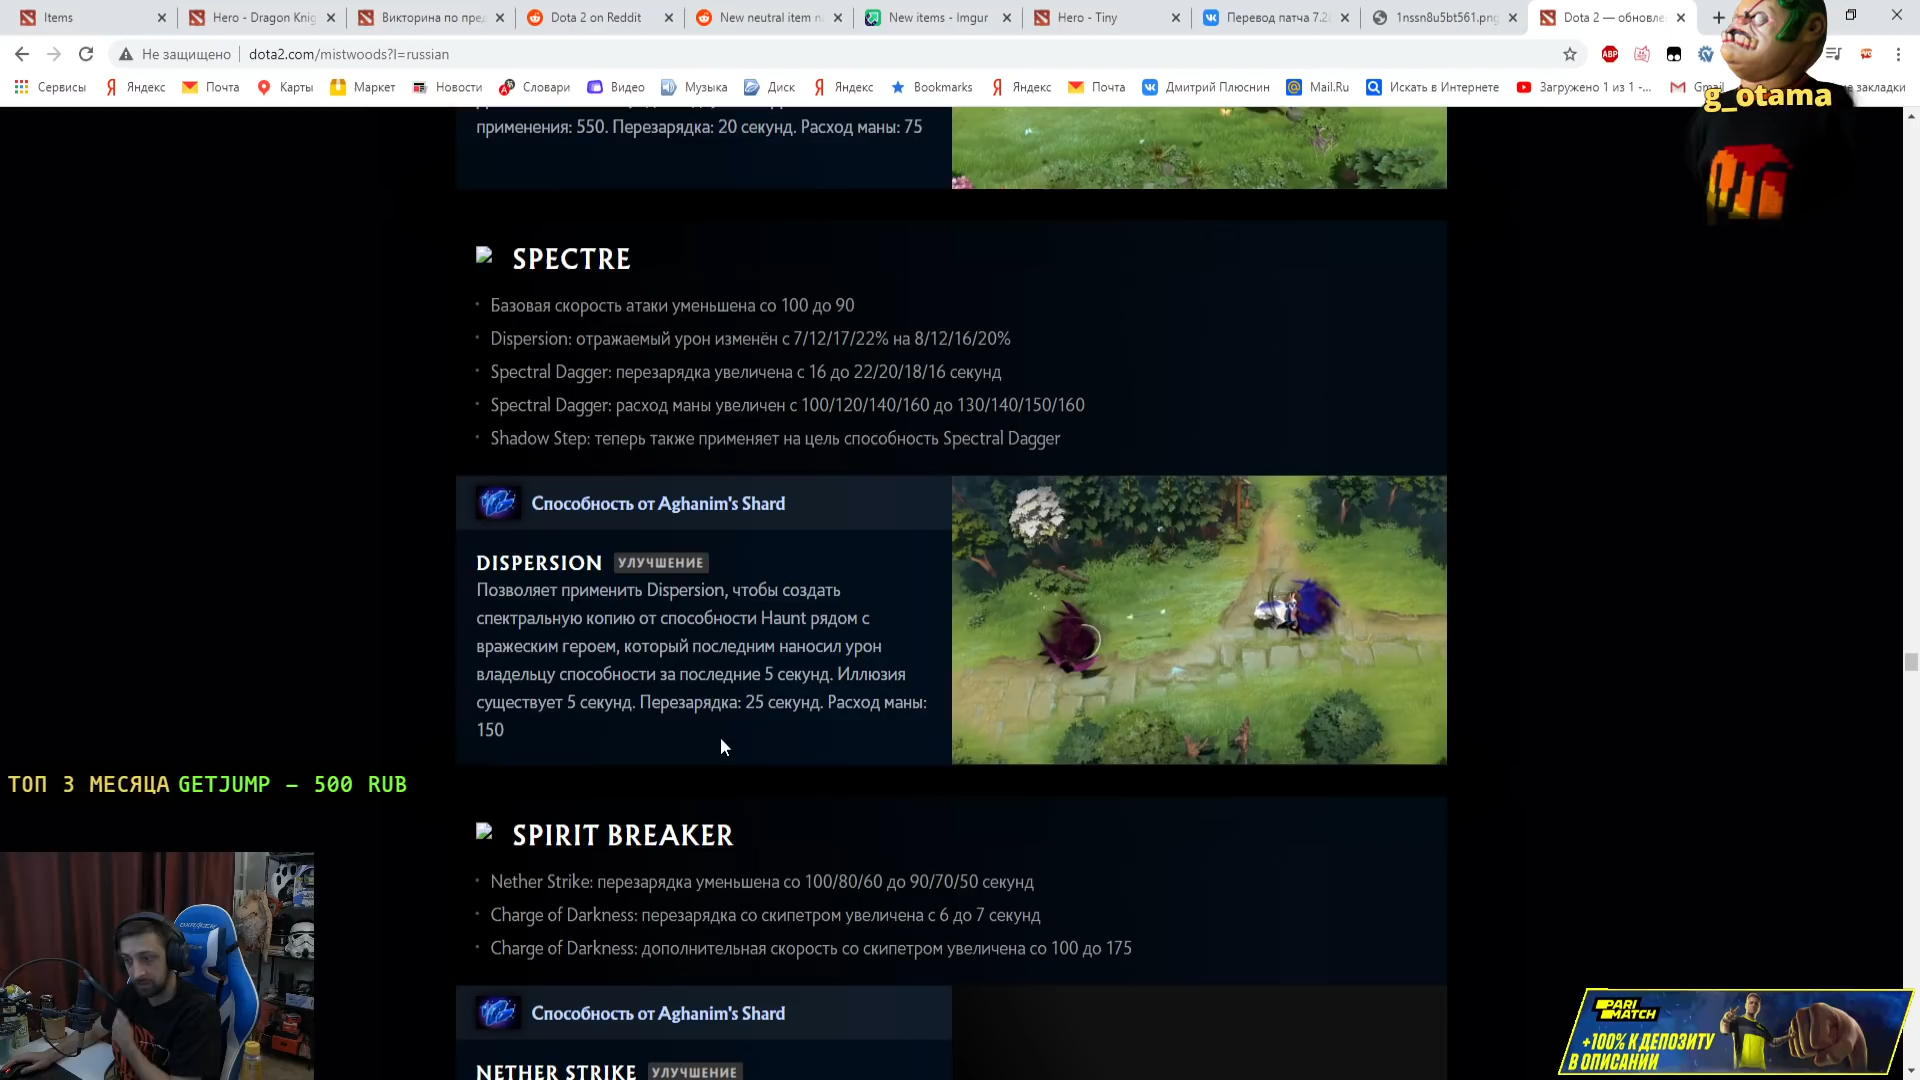 Items
Hero - Dragon Knig
Викторина по пред
Dota 2 on Reddit
New neutral item n
New items - Imgur
Hero - Tiny
Перевод патча 7.2
1nssn8u5bt561.png
Dota 2 — обновле
Не защищено
dota2.com/mistwoods?l=russian
ABP
Сервисы
Яндекс
Почта
Карты
Маркет
Новости
Словари
Видео
Музыка
Диск
Яндекс
Bookmarks
Яндекс
Почта
Дмитрий Плюснин
Mail.Ru
Искать в Интернете
Загружено 1 из 1 -...
Gmail
закладки
g_otama
применения: 550. Перезарядка: 20 секунд. Расход маны: 75
SPECTRE
Базовая скорость атаки уменьшена со 100 до 90
Dispersion: отражаемый урон изменён с 7/12/17/22% на 8/12/16/20%
Spectral Dagger: перезарядка увеличена с 16 до 22/20/18/16 секунд
Spectral Dagger: расход маны увеличен с 100/120/140/160 до 130/140/150/160
Shadow Step: теперь также применяет на цель способность Spectral Dagger
Способность от Aghanim's Shard
DISPERSION УЛУЧШЕНИЕ
Позволяет применить Dispersion, чтобы создать
спектральную копию от способности Haunt рядом с
вражеским героем, который последним наносил урон
владельцу способности за последние 5 секунд. Иллюзия
существует 5 секунд. Перезарядка: 25 секунд. Расход маны:
150
ТОП 3 МЕСЯЦА GETJUMP – 500 RUB
SPIRIT BREAKER
Nether Strike: перезарядка уменьшена со 100/80/60 до 90/70/50 секунд
Charge of Darkness: перезарядка со скипетром увеличена с 6 до 7 секунд
Charge of Darkness: дополнительная скорость со скипетром увеличена со 100 до 175
Способность от Aghanim's Shard
NETHER STRIKE УЛУЧШЕНИЕ
PARI
MATCH
+100% К ДЕПОЗИТУ
В ОПИСАНИИ